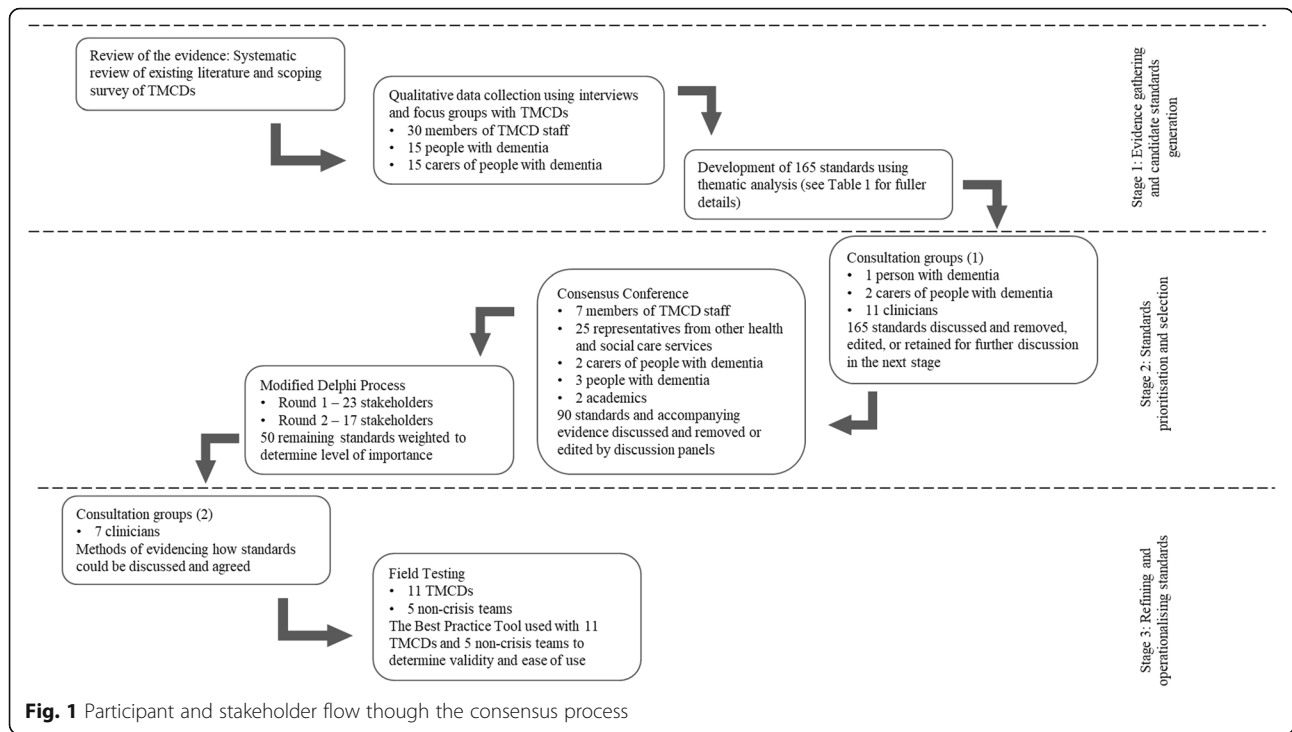 Review of the evidence: Systematic
review of existing literature and scoping
survey of TMCDs
Qualitative data collection using interviews
and focus groups with TMCDs
• 30 members of TMCD staff
• 15 people with dementia
• 15 carers of people with dementia
Development of 165 standards using
thematic analysis (see Table 1 for fuller
details)
Stage 1: Evidence gathering
and candidate standards
generation
Consultation groups (1)
• 1 person with dementia
• 2 carers of people with dementia
• 11 clinicians
165 standards discussed and removed,
edited, or retained for further discussion
in the next stage
Consensus Conference
• 7 members of TMCD staff
• 25 representatives from other health
and social care services
• 2 carers of people with dementia
• 3 people with dementia
• 2 academics
90 standards and accompanying
evidence discussed and removed or
edited by discussion panels
Modified Delphi Process
• Round 1 – 23 stakeholders
• Round 2 – 17 stakeholders
50 remaining standards weighted to
determine level of importance
Stage 2: Standards
prioritisation and selection
Consultation groups (2)
• 7 clinicians
Methods of evidencing how standards
could be discussed and agreed
Field Testing
• 11 TMCDs
• 5 non-crisis teams
The Best Practice Tool used with 11
TMCDs and 5 non-crisis teams to
determine validity and ease of use
Stage 3: Refining and
operationalising standards
Fig. 1 Participant and stakeholder flow though the consensus process